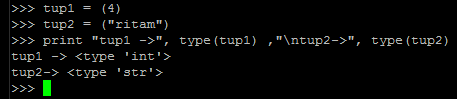 >>> tup1 = (4)
>>> tup2 = ("ritam")
>>> print "tup1 ->", type(tup1) ,"\ntup2->", type(tup2)
tup1 -> <type 'int'>
tup2-> <type 'str'>
>>>